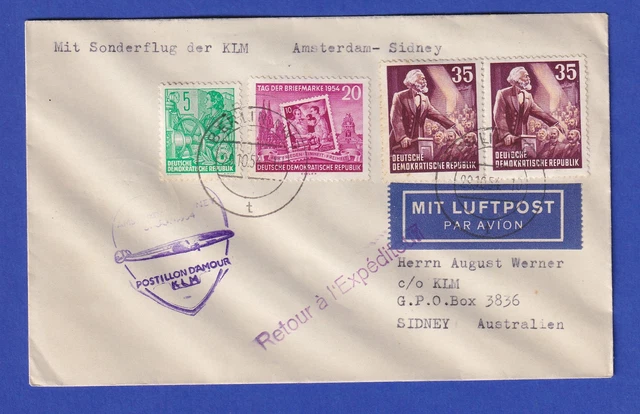 Mit Sonderflug der KLM Amsterdam- Sidney
5
DEUTSCHE
DEMOKRATISCHE
REPUBLIK
TAG DER BRIEFMARKE 1954
20
10
DEUTSCHE DEMOKRATISCHE REPUBLIK
35
DEUTSCHE
DEMOKRATISCHE REPUBLIK
35
DEUTSCHE
DEMOKRATISCHE REPUBLIK
t
MIT LUFTPOST
PAR AVION
POSTILLON D'AMOUR
KLM
Retour à l'Expéditeur
Herrn August Werner
c/o KLM
G.P.O.Box 3836
SIDNEY Australien